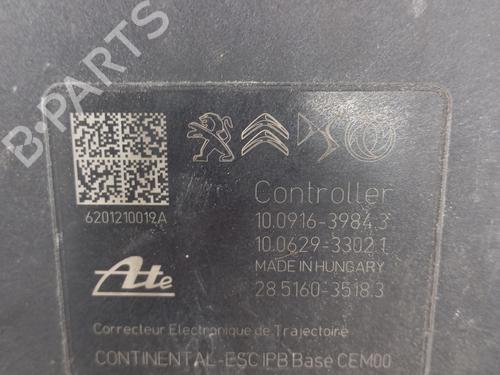 B-PARTS
6201210019A
Controller
10.0916-3984.3
10.0629-3302.1
MADE IN HUNGARY
28.5160-3518.3
Ate
Correcteur Electronique de Trajectoire
CONTINENTAL-ESC IPB Base CEM00